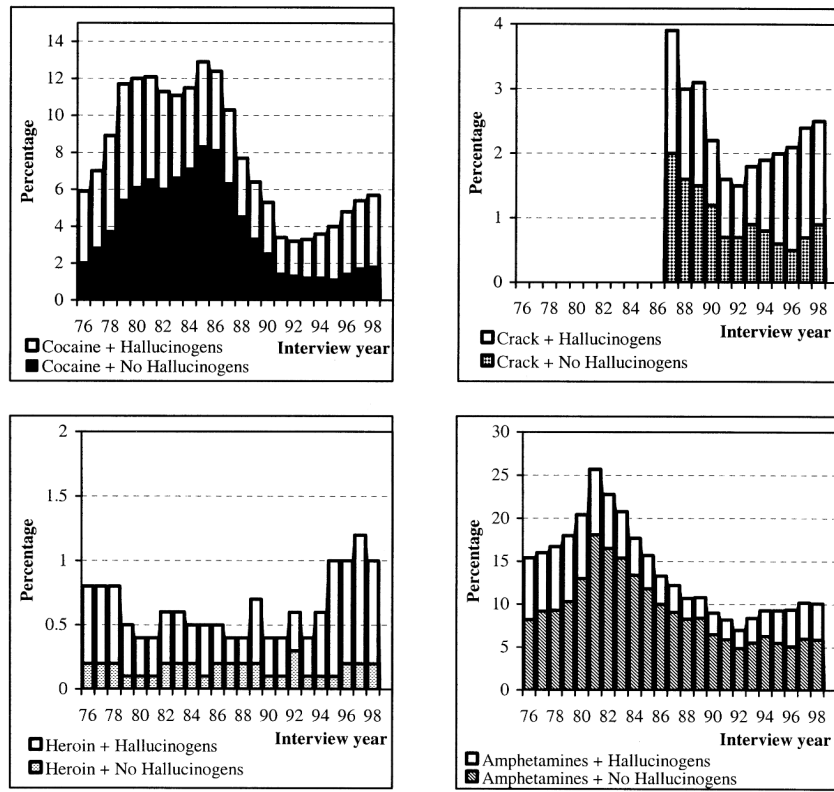 14
12
10
8
6
4
2
0
Percentage
76 78 80 82 84 86 88 90 92 94 96 98
Cocaine + Hallucinogens
Interview year
Cocaine + No Hallucinogens
4
3
2
1
0
Percentage
76 78 80 82 84 86 88 90 92 94 96 98
Interview year
Crack + Hallucinogens
Crack + No Hallucinogens
2
1.5
1
0.5
0
Percentage
76 78 80 82 84 86 88 90 92 94 96 98
Interview year
Heroin + Hallucinogens
Heroin + No Hallucinogens
30
25
20
15
10
5
0
Percentage
76 78 80 82 84 86 88 90 92 94 96 98
Interview year
Amphetamines + Hallucinogens
Amphetamines + No Hallucinogens